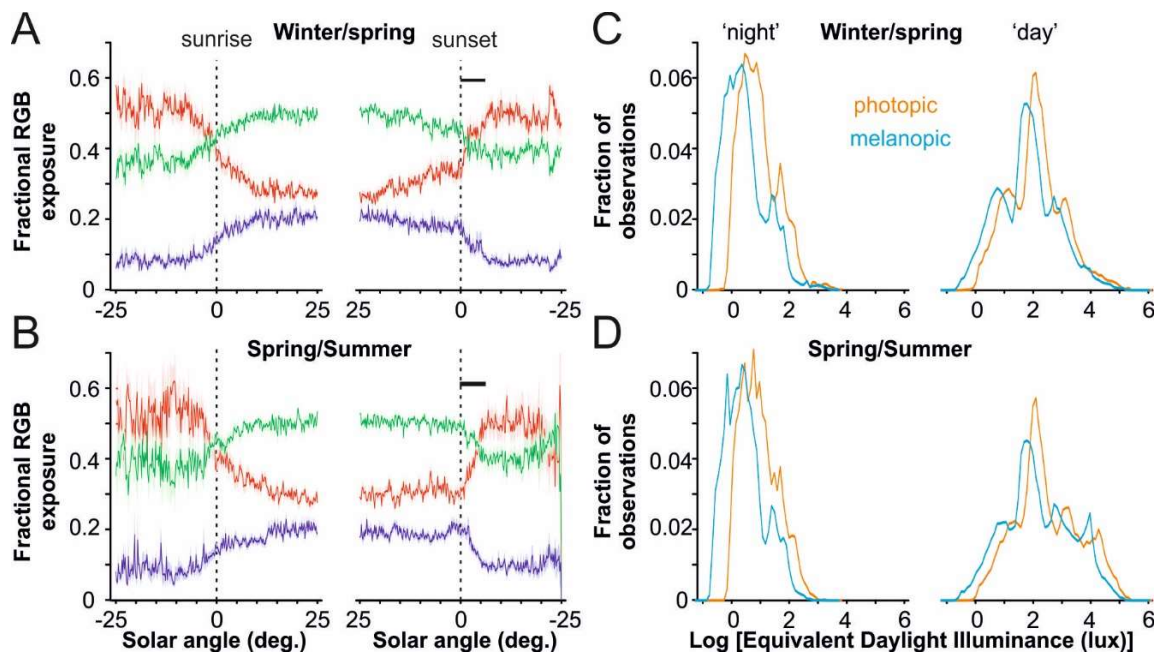 A
Winter/spring
sunrise
sunset
Fractional RGB
exposure
0.6
0.4
0.2
0
-25
0
25
0
-25
B
Spring/Summer
Fractional RGB
exposure
0.6
0.4
0.2
0
-25
0
25
25
0
-25
Solar angle (deg.)
Solar angle (deg.)
C
'night'
Winter/spring
'day'
photopic
melanopic
Fraction of
observations
0.06
0.04
0.02
0
0
2
4
6
0
2
4
6
D
Spring/Summer
Fraction of
observations
0.06
0.04
0.02
0
0
2
4
6
0
2
4
6
Log [Equivalent Daylight Illuminance (lux)]